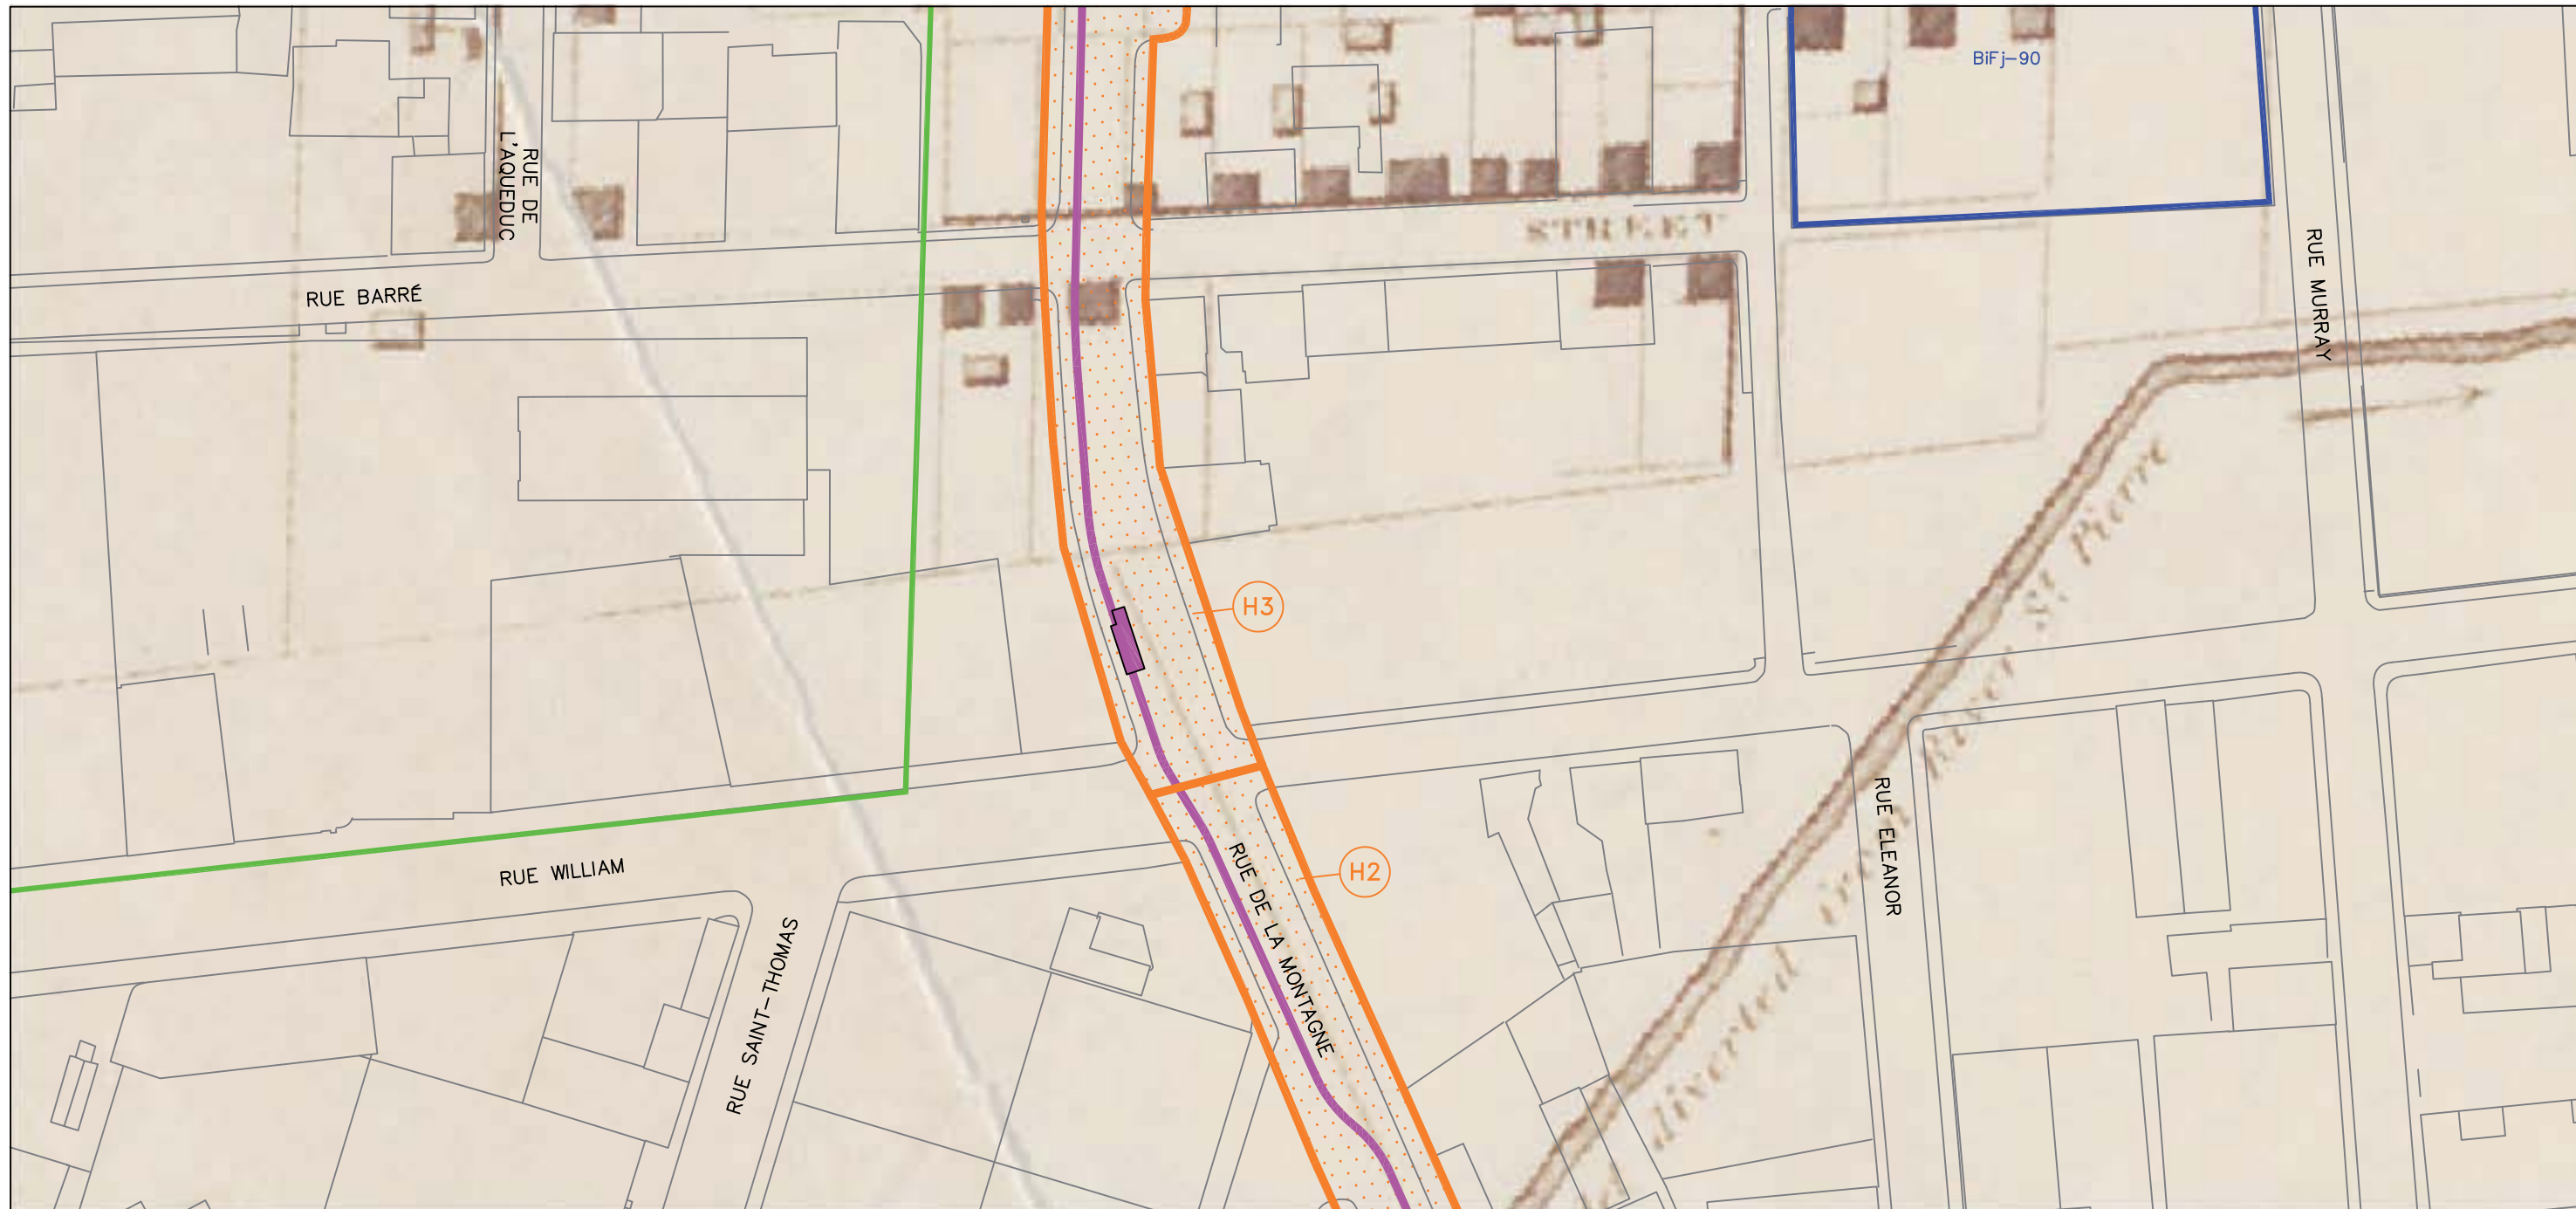 BiFj-90
RUE DE
L'AQUEDUC
STREET
RUE BARRÉ
RUE MURRAY
H3
River St. Pierre
diverted
RUE ELEANOR
RUE WILLIAM
H2
RUE DE LA MONTAGNE
RUE SAINT-THOMAS